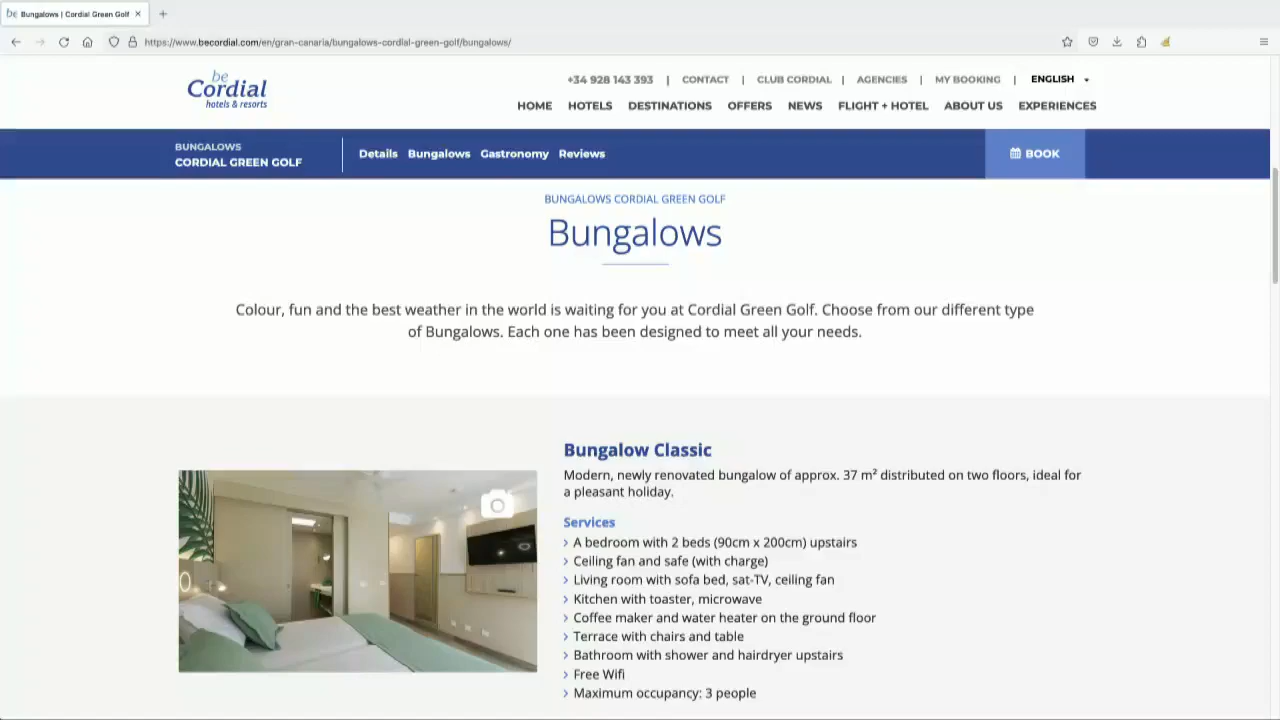 Bungalows | Cordial Green Golf
https://www.becordial.com/en/gran-canaria/bungalows-cordial-green-golf/bungalows/
be
Cordial
hotels & resorts
+34 928 143 393 | CONTACT | CLUB CORDIAL | AGENCIES | MY BOOKING | ENGLISH
HOME HOTELS DESTINATIONS OFFERS NEWS FLIGHT + HOTEL ABOUT US EXPERIENCES
BUNGALOWS
CORDIAL GREEN GOLF
Details Bungalows Gastronomy Reviews
BOOK
BUNGALOWS CORDIAL GREEN GOLF
Bungalows
Colour, fun and the best weather in the world is waiting for you at Cordial Green Golf. Choose from our different type
of Bungalows. Each one has been designed to meet all your needs.
Bungalow Classic
Modern, newly renovated bungalow of approx. 37 m² distributed on two floors, ideal for
a pleasant holiday.
Services
A bedroom with 2 beds (90cm x 200cm) upstairs
Ceiling fan and safe (with charge)
Living room with sofa bed, sat-TV, ceiling fan
Kitchen with toaster, microwave
Coffee maker and water heater on the ground floor
Terrace with chairs and table
Bathroom with shower and hairdryer upstairs
Free Wifi
Maximum occupancy: 3 people